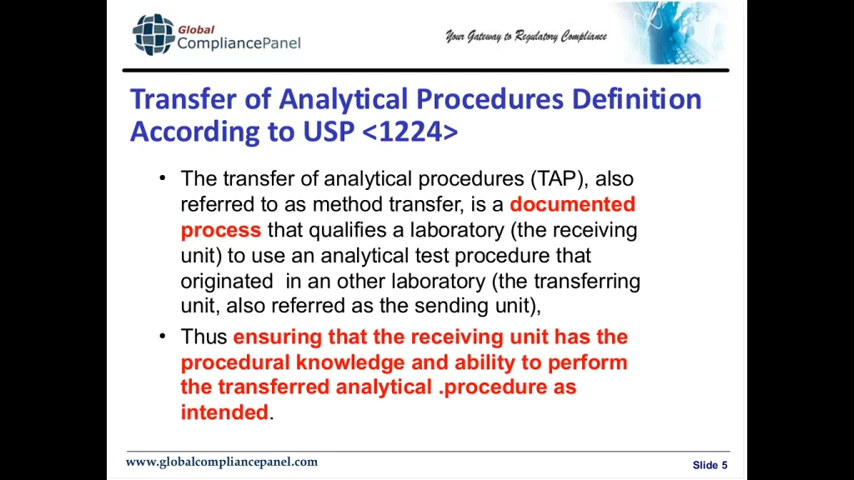 Global
CompliancePanel
Your Gateway to Regulatory Compliance
Transfer of Analytical Procedures Definition
According to USP <1224>
• The transfer of analytical procedures (TAP), also
referred to as method transfer, is a documented
process that qualifies a laboratory (the receiving
unit) to use an analytical test procedure that
originated in an other laboratory (the transferring
unit, also referred as the sending unit),
• Thus ensuring that the receiving unit has the
procedural knowledge and ability to perform
the transferred analytical .procedure as
intended.
www.globalcompliancepanel.com
Slide 5